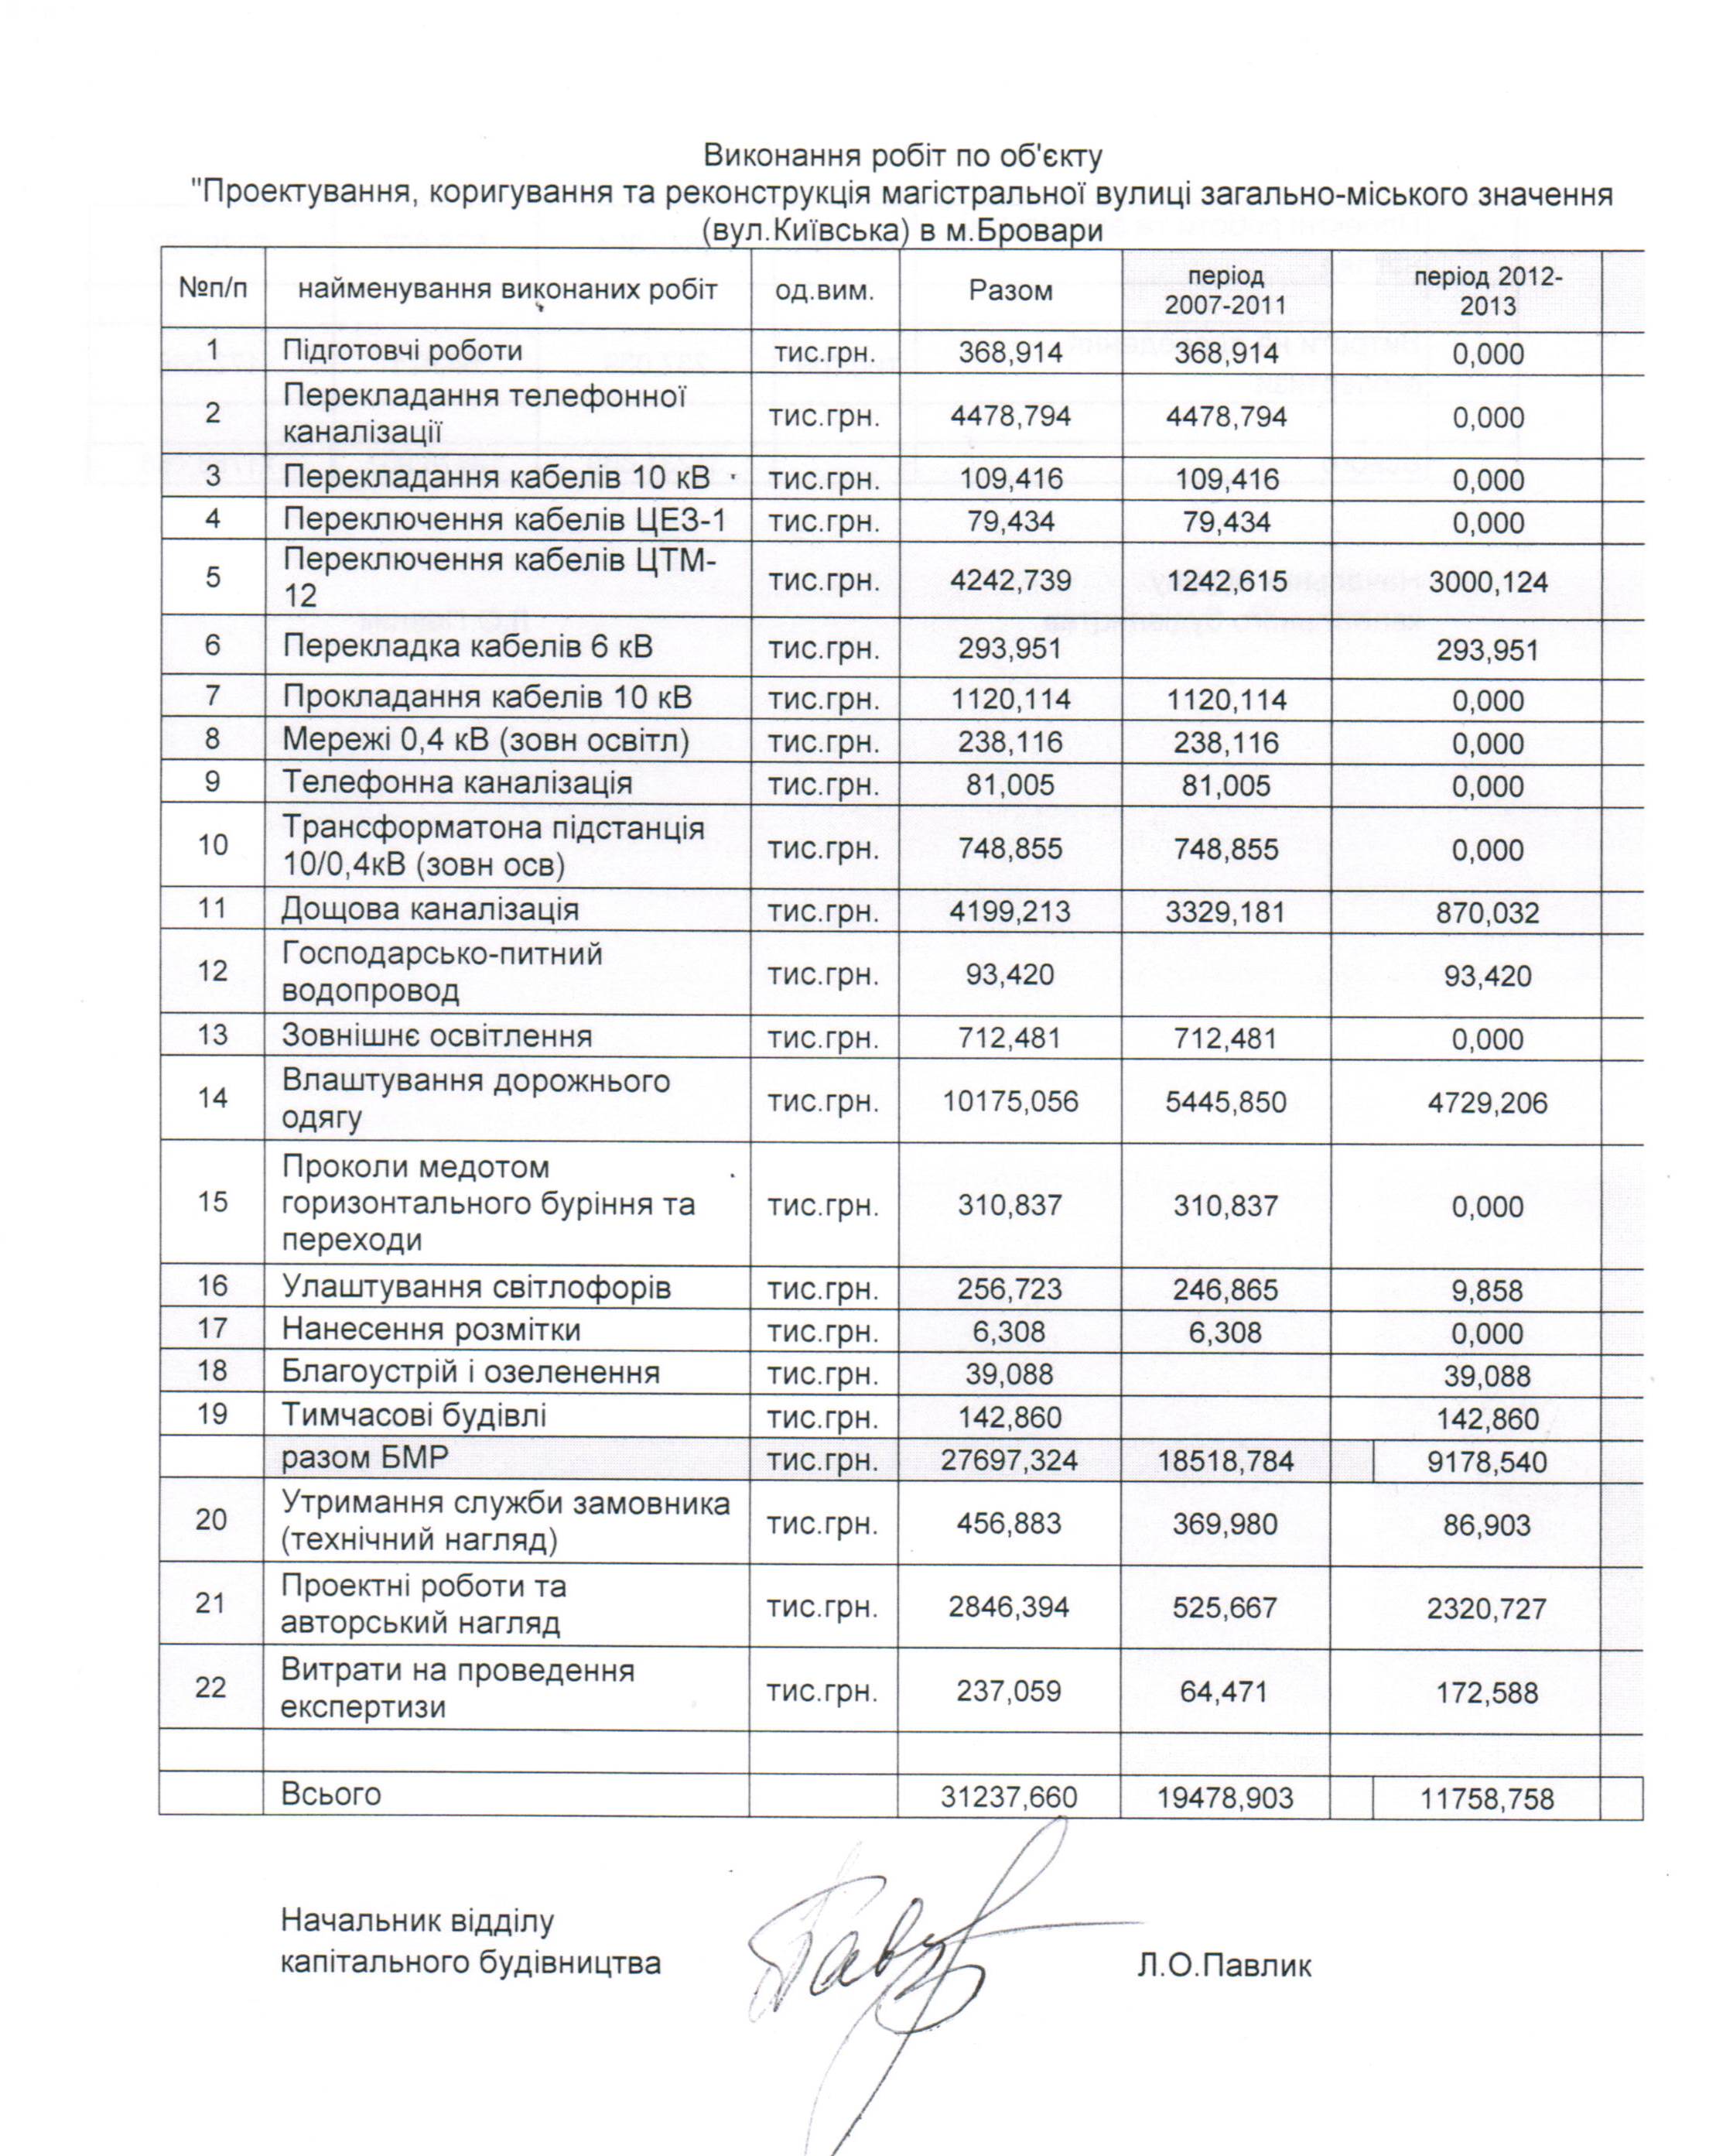 Виконання робіт по об'єкту
"Проектування, коригування та реконструкція магістральної вулиці загально-міського значення
(вул.Київська) в м.Бровари
№п/п найменування виконаних робіт од.вим. Разом період 2007-2011 період 2012-2013
1 Підготовчі роботи тис.грн. 368,914 368,914 0,000
2 Перекладання телефонної каналізації тис.грн. 4478,794 4478,794 0,000
3 Перекладання кабелів 10 кВ тис.грн. 109,416 109,416 0,000
4 Переключення кабелів ЦЕЗ-1 тис.грн. 79,434 79,434 0,000
5 Переключення кабелів ЦТМ-12 тис.грн. 4242,739 1242,615 3000,124
6 Перекладка кабелів 6 кВ тис.грн. 293,951 293,951
7 Прокладання кабелів 10 кВ тис.грн. 1120,114 1120,114 0,000
8 Мережі 0,4 кВ (зовн освітл) тис.грн. 238,116 238,116 0,000
9 Телефонна каналізація тис.грн. 81,005 81,005 0,000
10 Трансформатона підстанція 10/0,4кВ (зовн осв) тис.грн. 748,855 748,855 0,000
11 Дощова каналізація тис.грн. 4199,213 3329,181 870,032
12 Господарсько-питний водопровод тис.грн. 93,420 93,420
13 Зовнішнє освітлення тис.грн. 712,481 712,481 0,000
14 Влаштування дорожнього одягу тис.грн. 10175,056 5445,850 4729,206
15 Проколи медотом горизонтального буріння та переходи тис.грн. 310,837 310,837 0,000
16 Улаштування світлофорів тис.грн. 256,723 246,865 9,858
17 Нанесення розмітки тис.грн. 6,308 6,308 0,000
18 Благоустрій і озеленення тис.грн. 39,088 39,088
19 Тимчасові будівлі тис.грн. 142,860 142,860
разом БМР тис.грн. 27697,324 18518,784 9178,540
20 Утримання служби замовника (технічний нагляд) тис.грн. 456,883 369,980 86,903
21 Проектні роботи та авторський нагляд тис.грн. 2846,394 525,667 2320,727
22 Витрати на проведення експертизи тис.грн. 237,059 64,471 172,588
Всього 31237,660 19478,903 11758,758
Начальник відділу
капітального будівництва Л.О.Павлик